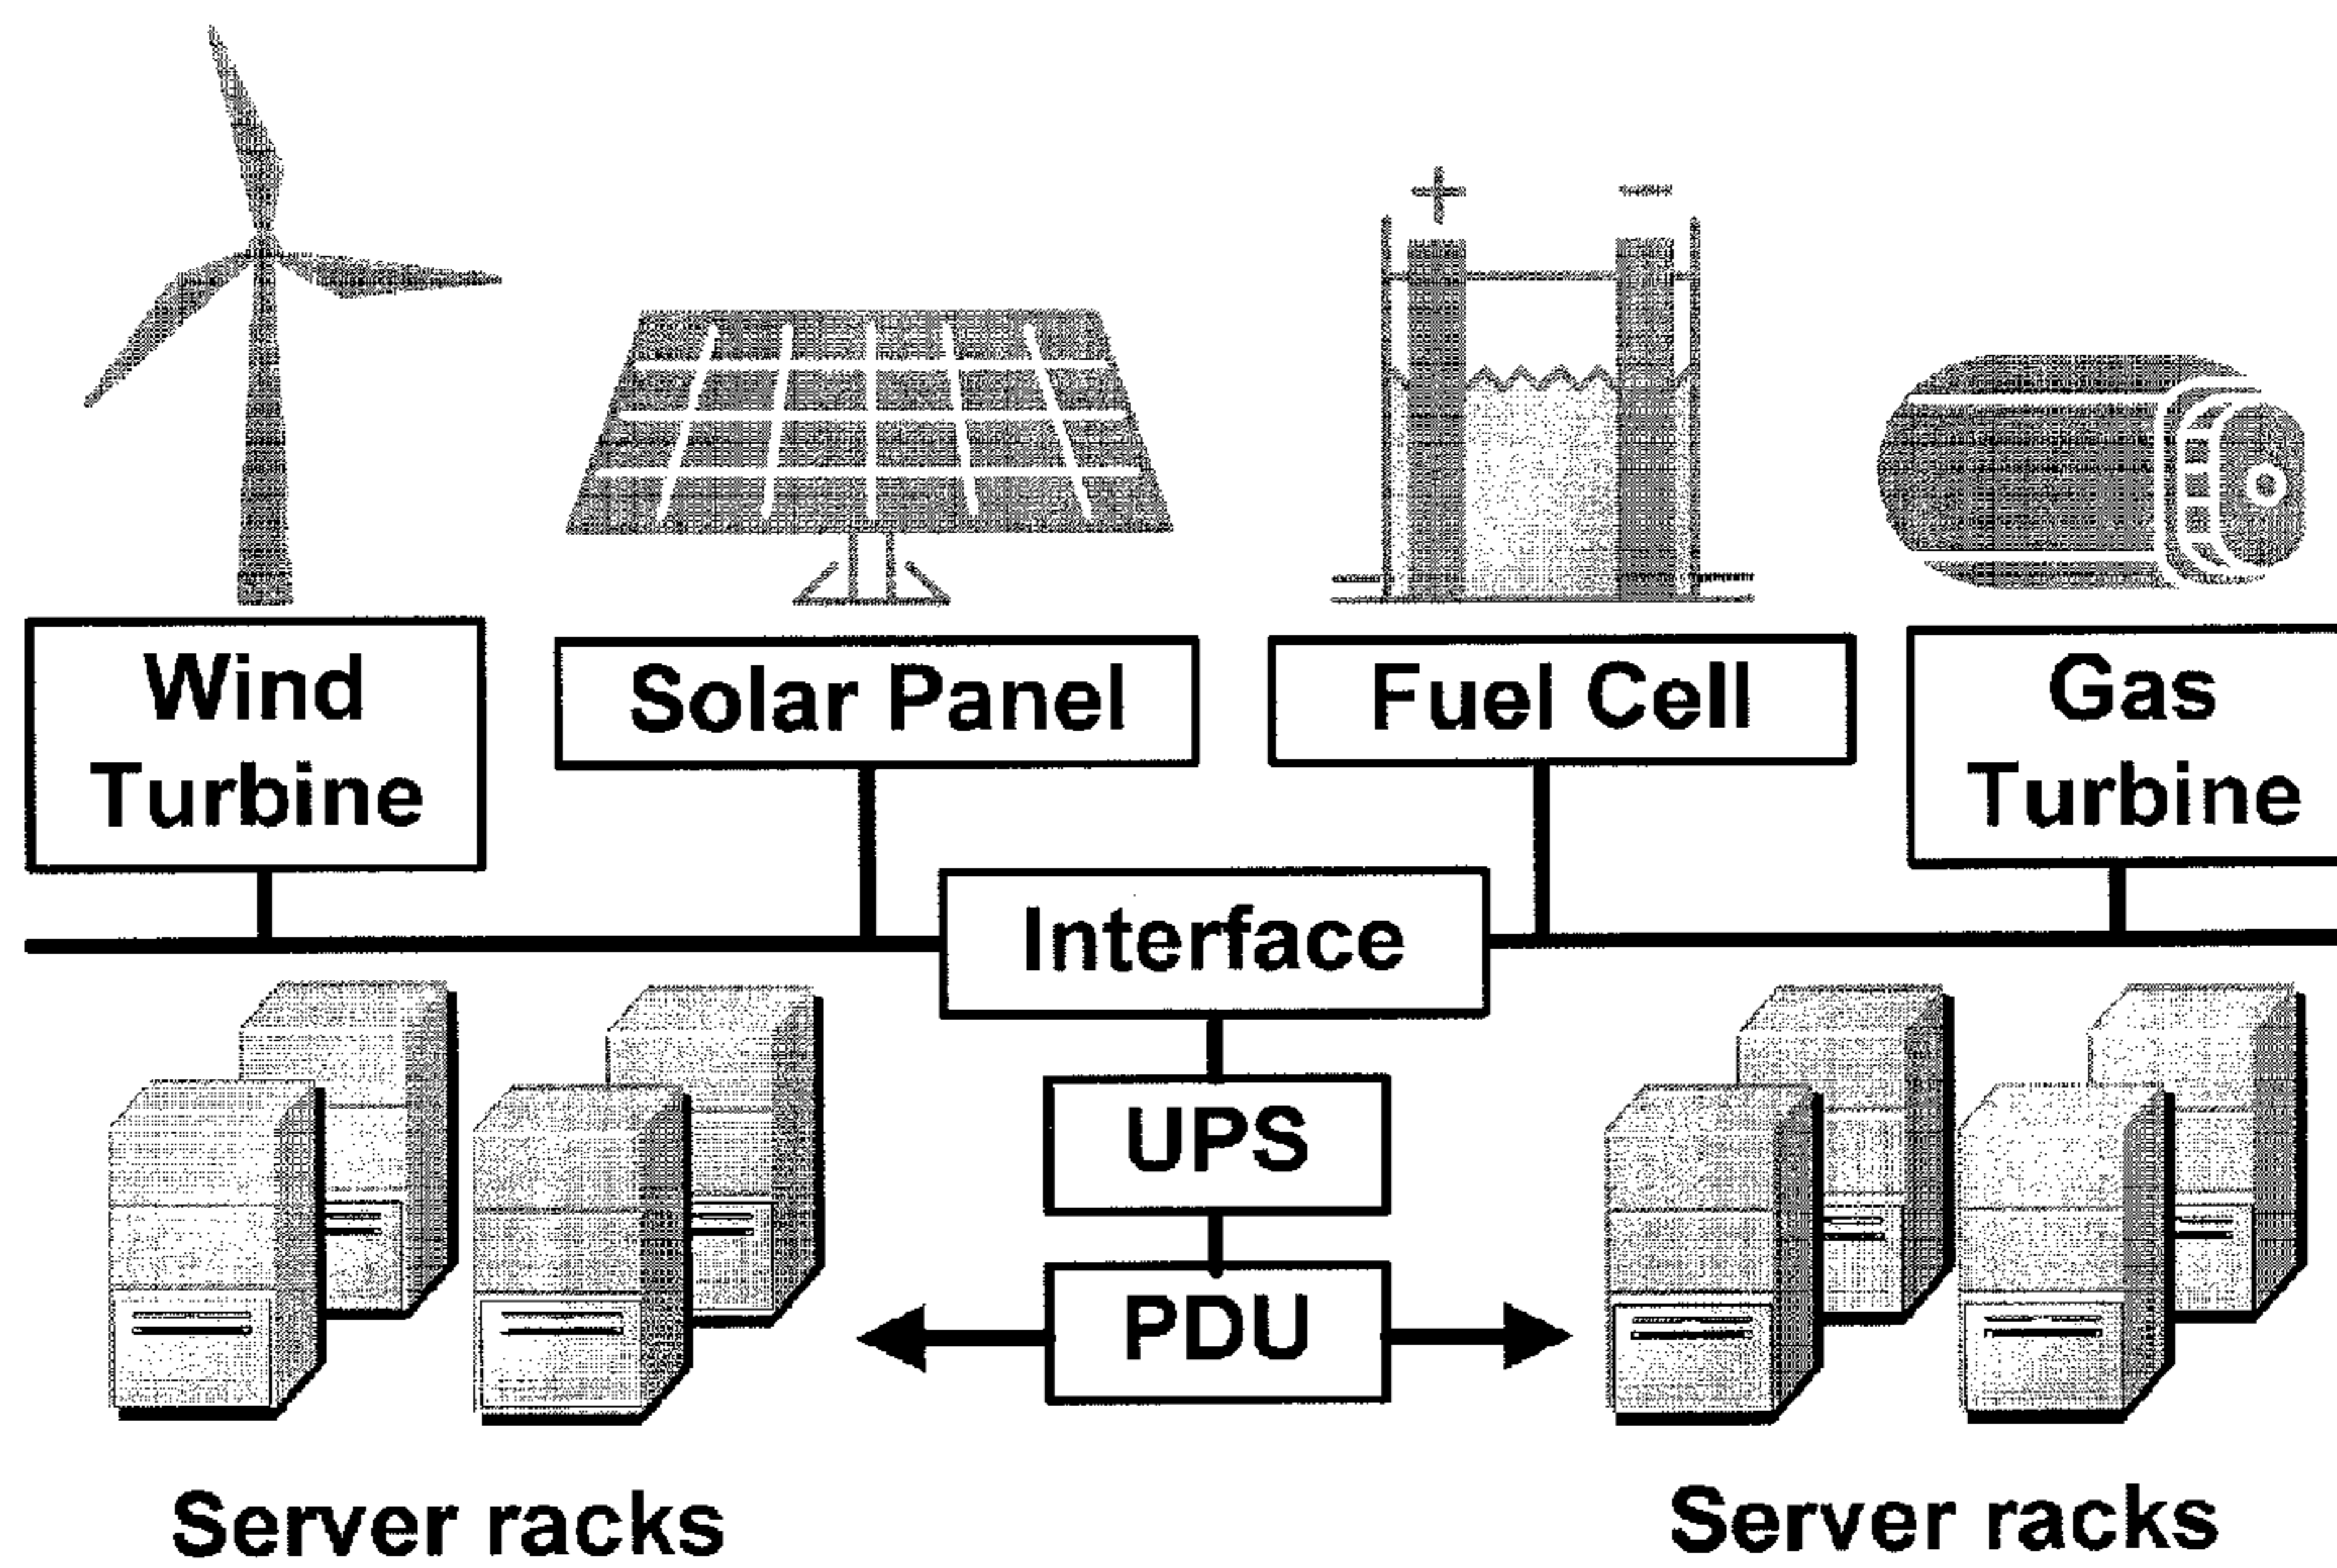 + −
Wind
Turbine
Solar Panel
Fuel Cell
Gas
Turbine
Interface
UPS
PDU
Server racks
Server racks